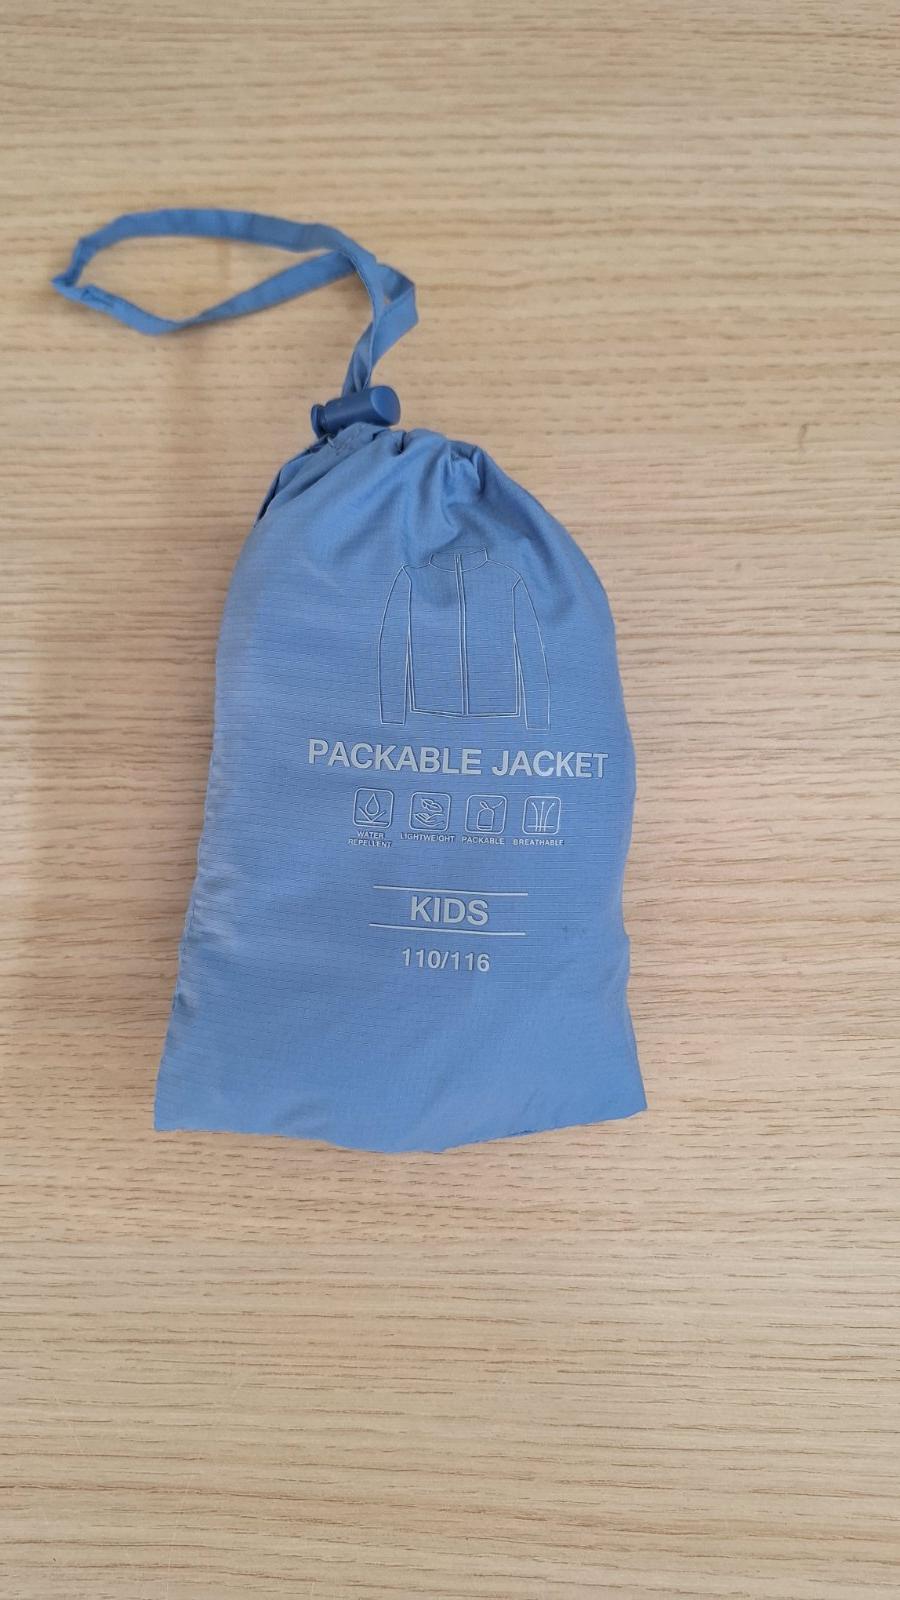 PACKABLE JACKET
WATER REPELLENT
LIGHTWEIGHT
PACKABLE
BREATHABLE
KIDS
110/116